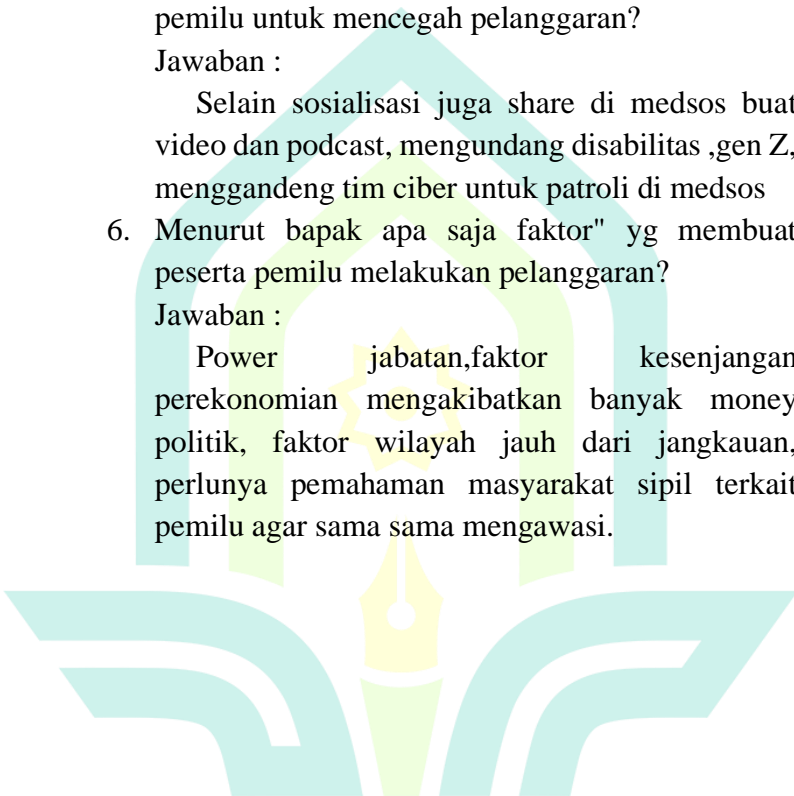 pemilu untuk mencegah pelanggaran?
Jawaban :
Selain sosialisasi juga share di medsos buat
video dan podcast, mengundang disabilitas ,gen Z,
menggandeng tim ciber untuk patroli di medsos
6. Menurut bapak apa saja faktor" yg membuat
peserta pemilu melakukan pelanggaran?
Jawaban :
Power jabatan,faktor kesenjangan
perekonomian mengakibatkan banyak money
politik, faktor wilayah jauh dari jangkauan,
perlunya pemahaman masyarakat sipil terkait
pemilu agar sama sama mengawasi.